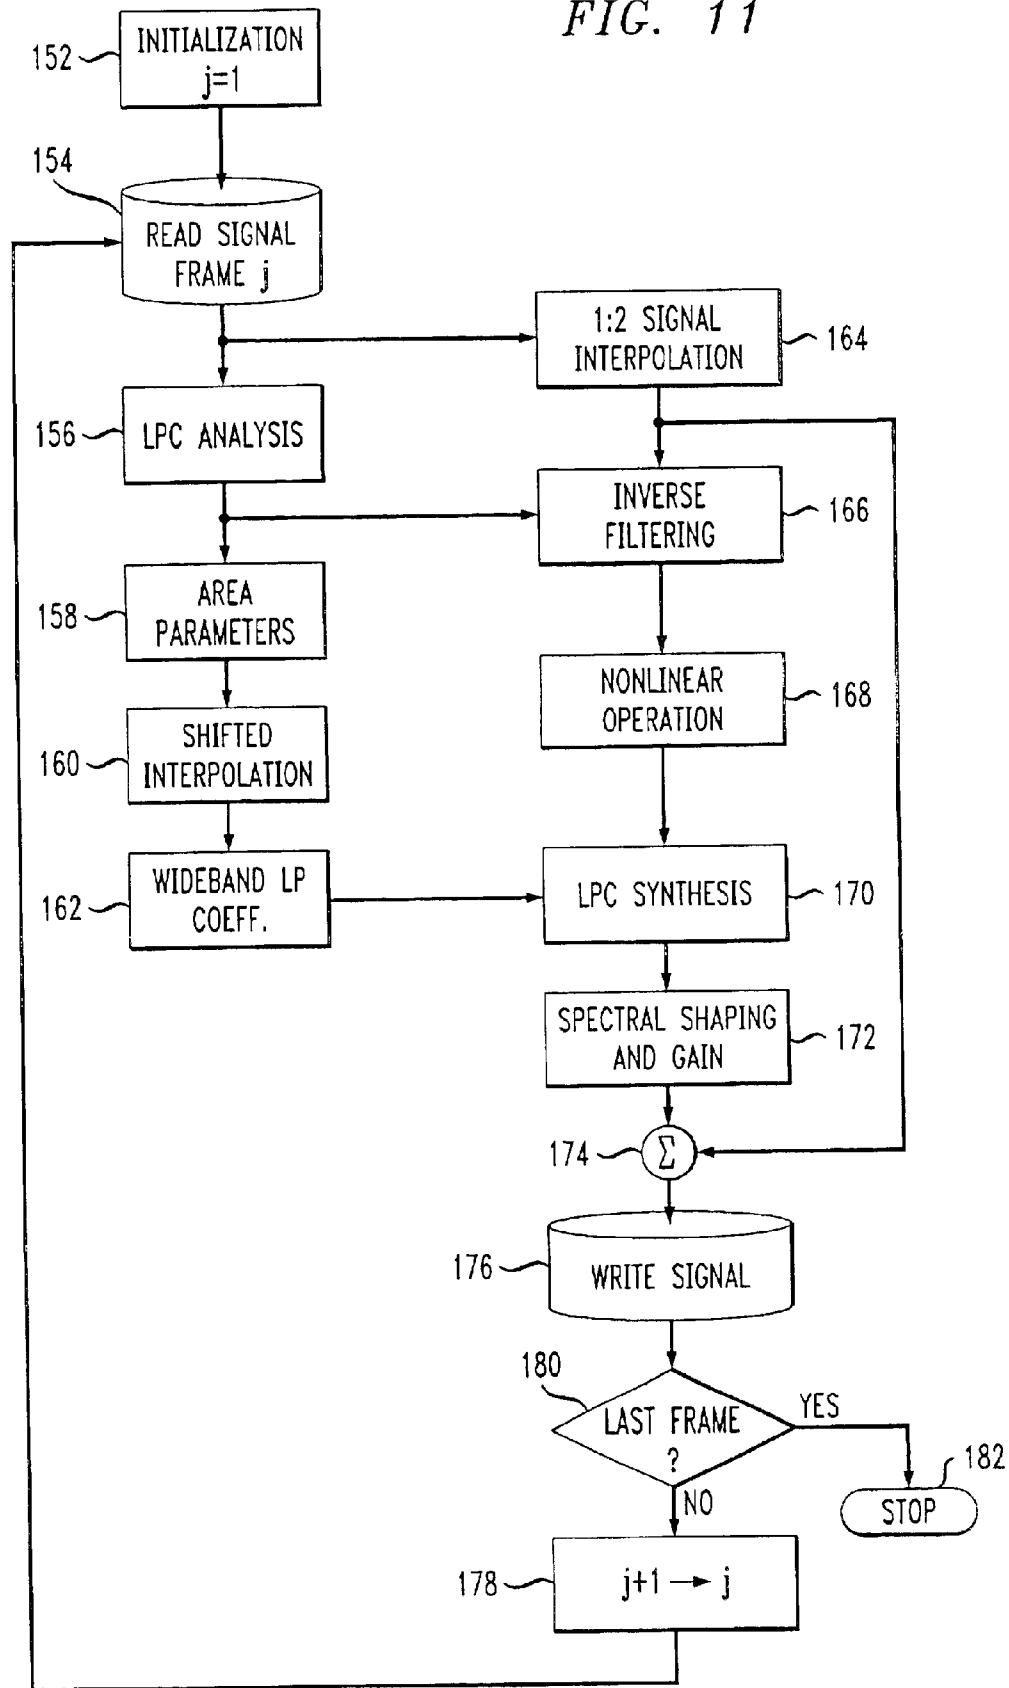 FIG. 11
152
INITIALIZATION
j=1
154
READ SIGNAL
FRAME j
1:2 SIGNAL
INTERPOLATION
164
156
LPC ANALYSIS
INVERSE
FILTERING
166
158
AREA
PARAMETERS
NONLINEAR
OPERATION
168
160
SHIFTED
INTERPOLATION
162
WIDEBAND LP
COEFF.
LPC SYNTHESIS
170
SPECTRAL SHAPING
AND GAIN
172
174
Σ
176
WRITE SIGNAL
180
LAST FRAME
?
YES
182
STOP
NO
178
j+1 → j